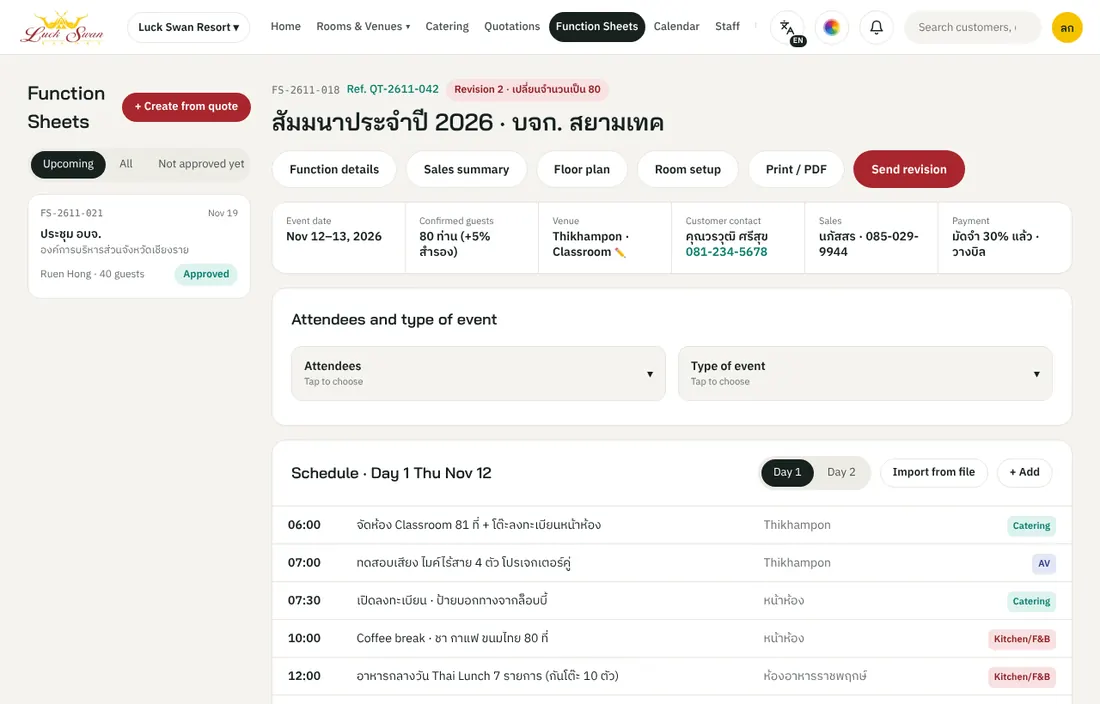 Luck Swan
RESORT
Luck Swan Resort ▾
Home
Rooms & Venues ▾
Catering
Quotations
Function Sheets
Calendar
Staff
EN
Search customers,
ลก
Function
Sheets
+ Create from quote
Upcoming
All
Not approved yet
FS-2611-021
Nov 19
ประชุม อบจ.
องค์การบริหารส่วนจังหวัดเชียงราย
Ruen Hong · 40 guests
Approved
FS-2611-018 Ref. QT-2611-042 Revision 2 · เปลี่ยนจำนวนเป็น 80
สัมมนาประจำปี 2026 · บจก. สยามเทค
Function details
Sales summary
Floor plan
Room setup
Print / PDF
Send revision
Event date
Nov 12–13, 2026
Confirmed guests
80 ท่าน (+5%
สำรอง)
Venue
Thikhampon ·
Classroom ✏️
Customer contact
คุณวรวุฒิ ศรีสุข
081-234-5678
Sales
นภัสสร · 085-029-
9944
Payment
มัดจำ 30% แล้ว ·
วางบิล
Attendees and type of event
Attendees
Tap to choose
▾
Type of event
Tap to choose
▾
Schedule · Day 1 Thu Nov 12
Day 1
Day 2
Import from file
+ Add
06:00 จัดห้อง Classroom 81 ที่ + โต๊ะลงทะเบียนหน้าห้อง Thikhampon Catering
07:00 ทดสอบเสียง ไมค์ไร้สาย 4 ตัว โปรเจกเตอร์คู่ Thikhampon AV
07:30 เปิดลงทะเบียน · ป้ายบอกทางจากล็อบบี้ หน้าห้อง Catering
10:00 Coffee break · ชา กาแฟ ขนมไทย 80 ที่ หน้าห้อง Kitchen/F&B
12:00 อาหารกลางวัน Thai Lunch 7 รายการ (กันโต๊ะ 10 ตัว) ห้องอาหารราชพฤกษ์ Kitchen/F&B